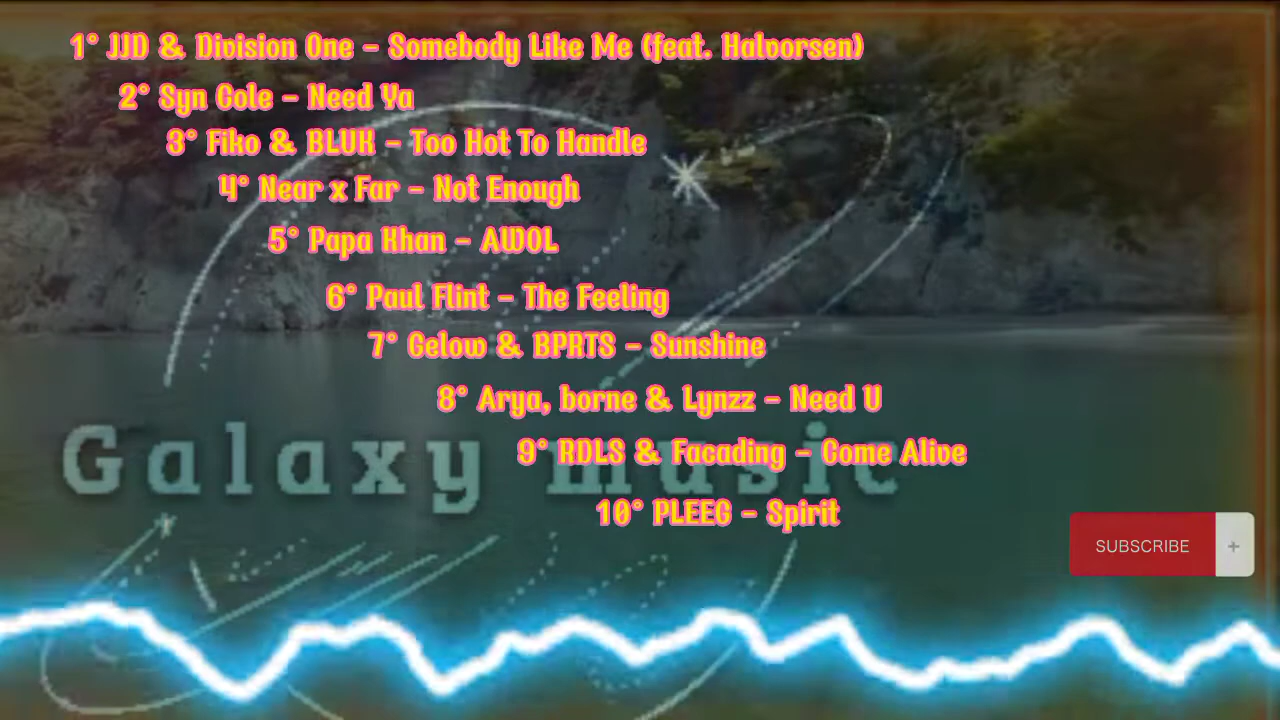 1° JJD & Division One - Somebody Like Me (feat. Halvorsen)
2° Syn Cole - Need Ya
3° Fiko & BLUK - Too Hot To Handle
4° Near x Far - Not Enough
5° Papa Khan - AWOL
6° Paul Flint - The Feeling
7° Gelow & BPRTS - Sunshine
8° Arya, borne & Lynzz - Need U
9° RDLS & Facading - Come Alive
Galaxy music
10° PLEEG - Spirit
SUBSCRIBE +